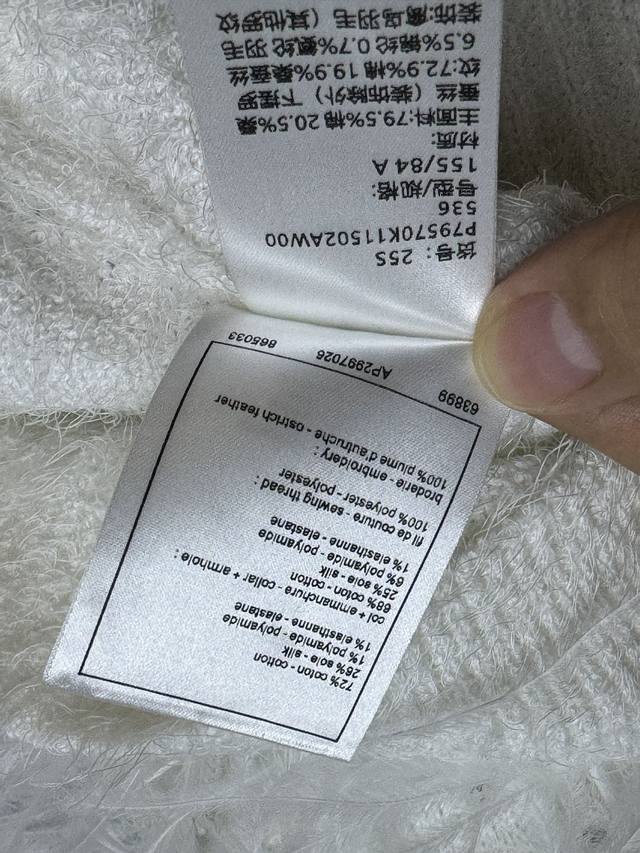 货号: 25S
P79570K11502AW00
536
号型/规格:
155/84 A
材质:
主面料:79.5%棉 20.5%桑
蚕丝 (装饰除外) 下摆罗
纹:72.9%棉 19.9%桑蚕丝
6.5%锦纶 0.7%氨纶 羽毛
装饰:禽鸟羽毛 (其他罗纹
72% coton - cotton
26% soie - silk
1% polyamide - polyamide
1% elasthanne - elastane
col + emmanchure - collar + armhole :
68% coton - cotton
25% soie - silk
6% polyamide - polyamide
1% elasthanne - elastane
fil de couture - sewing thread :
100% polyester - polyester
broderie - embroidery :
100% plume d'autruche - ostrich feather
63899 AP2997026 865033